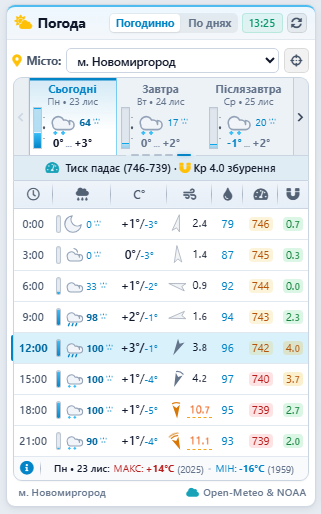 Погода Погодинно По днях 13:25
Місто: м. Новомиргород
Сьогодні Завтра Післязавтра
Пн • 23 лис Вт • 24 лис Ср • 25 лис
64 17 20
0° ... +3° 0° ... +2° -1° ... +2°
Тиск падає (746-739) · Кр 4.0 збурення
C°
0:00 0 +1°/-3° 2.4 79 746 0.7
3:00 0 0°/-3° 1.4 87 745 0.3
6:00 33 +1°/-2° 0.9 92 744 0.0
9:00 98 +2°/-1° 1.6 94 743 2.3
12:00 100 +3°/-1° 3.8 96 742 4.0
15:00 100 +1°/-4° 4.2 97 740 3.7
18:00 100 +1°/-5° 10.7 95 739 2.7
21:00 90 +1°/-4° 11.1 93 739 2.0
Пн • 23 лис: МАКС: +14°C (2025) · МІН: -16°C (1959)
м. Новомиргород Open-Meteo & NOAA